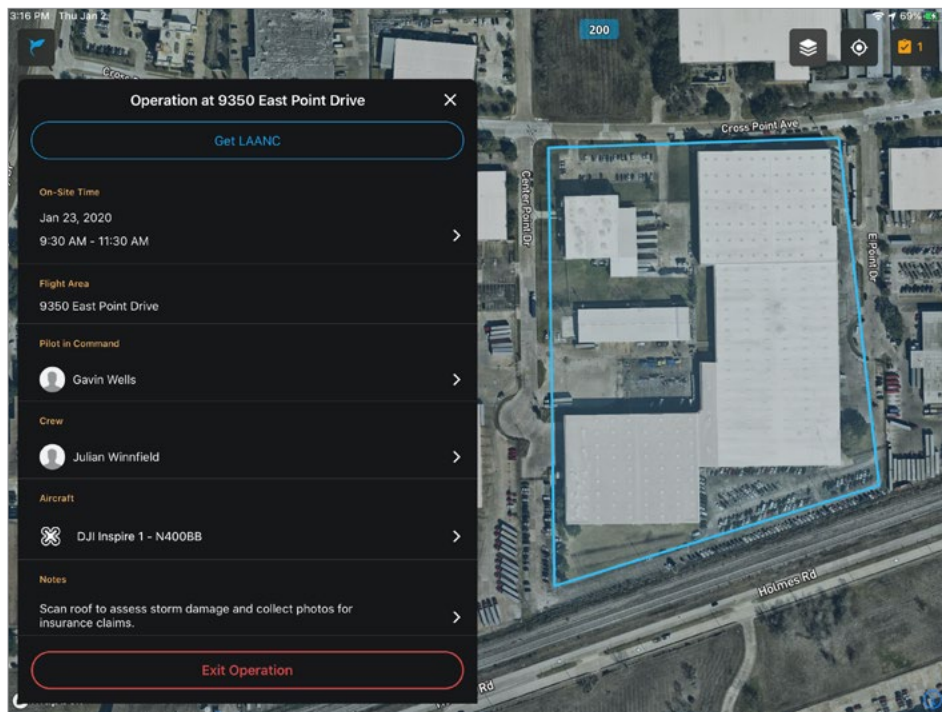 3:16 PM Thu Jan 2
69%
200
1
Operation at 9350 East Point Drive
Get LAANC
On-Site Time
Jan 23, 2020
9:30 AM - 11:30 AM
Flight Area
9350 East Point Drive
Pilot in Command
Gavin Wells
Crew
Julian Winnfield
Aircraft
DJI Inspire 1 - N400BB
Notes
Scan roof to assess storm damage and collect photos for
insurance claims.
Exit Operation
Cross Point Ave
Center Point Dr
E Point Dr
Holmes Rd
Rd